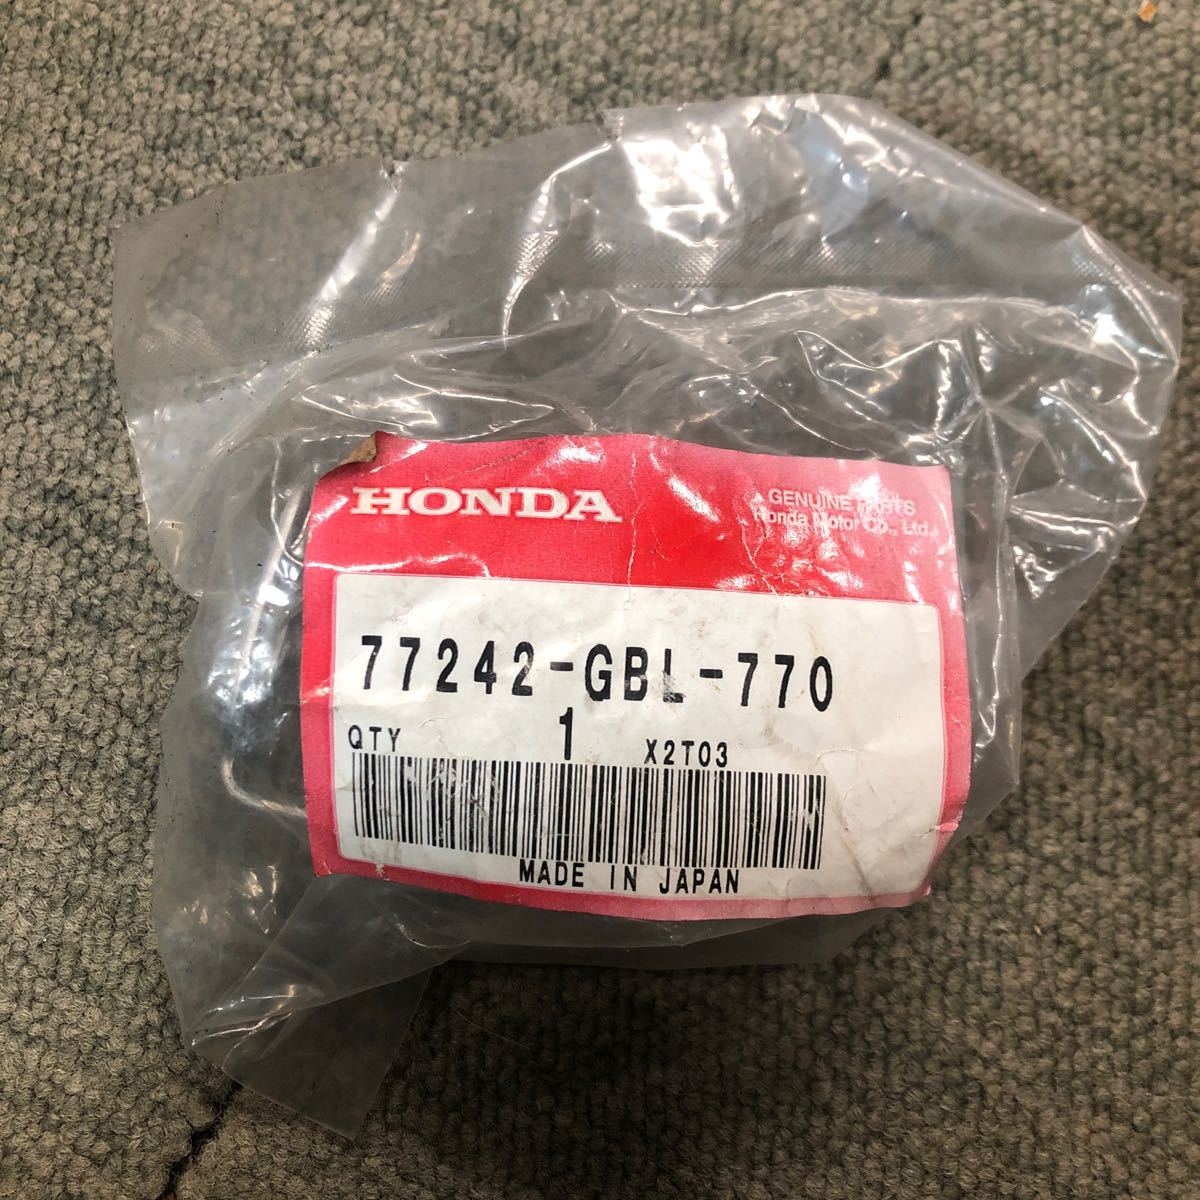 HONDA
GENUINE PARTS
Honda Motor Co., Ltd.
77242-GBL-770
QTY 1 X2T03
MADE IN JAPAN